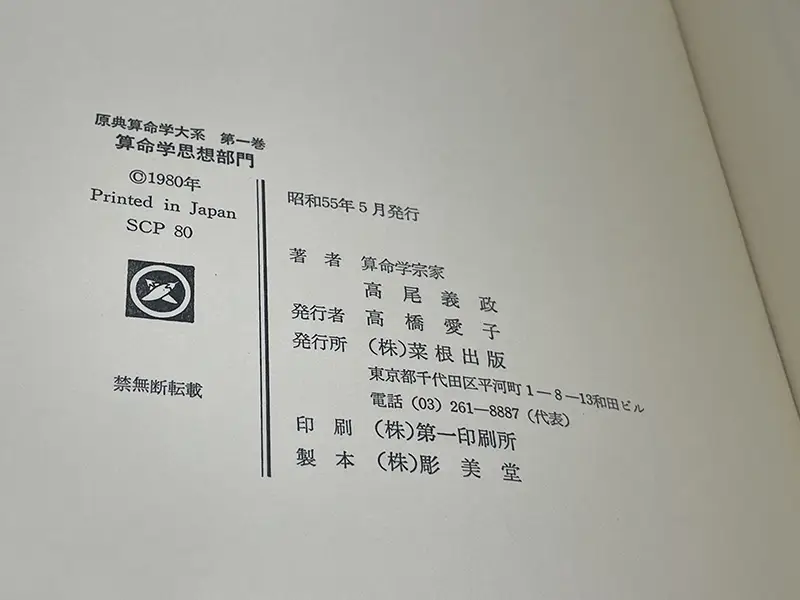 原典算命学大系 第一巻
算命学思想部門
©1980年
Printed in Japan
SCP 80
禁無断転載
昭和55年5月発行
著者 算命学宗家
高尾義政
発行者 高橋愛子
発行所 (株)菜根出版
東京都千代田区平河町1―8―13和田ビル
電話 (03) 261―8887 (代表)
印刷 (株)第一印刷所
製本 (株)彫美堂